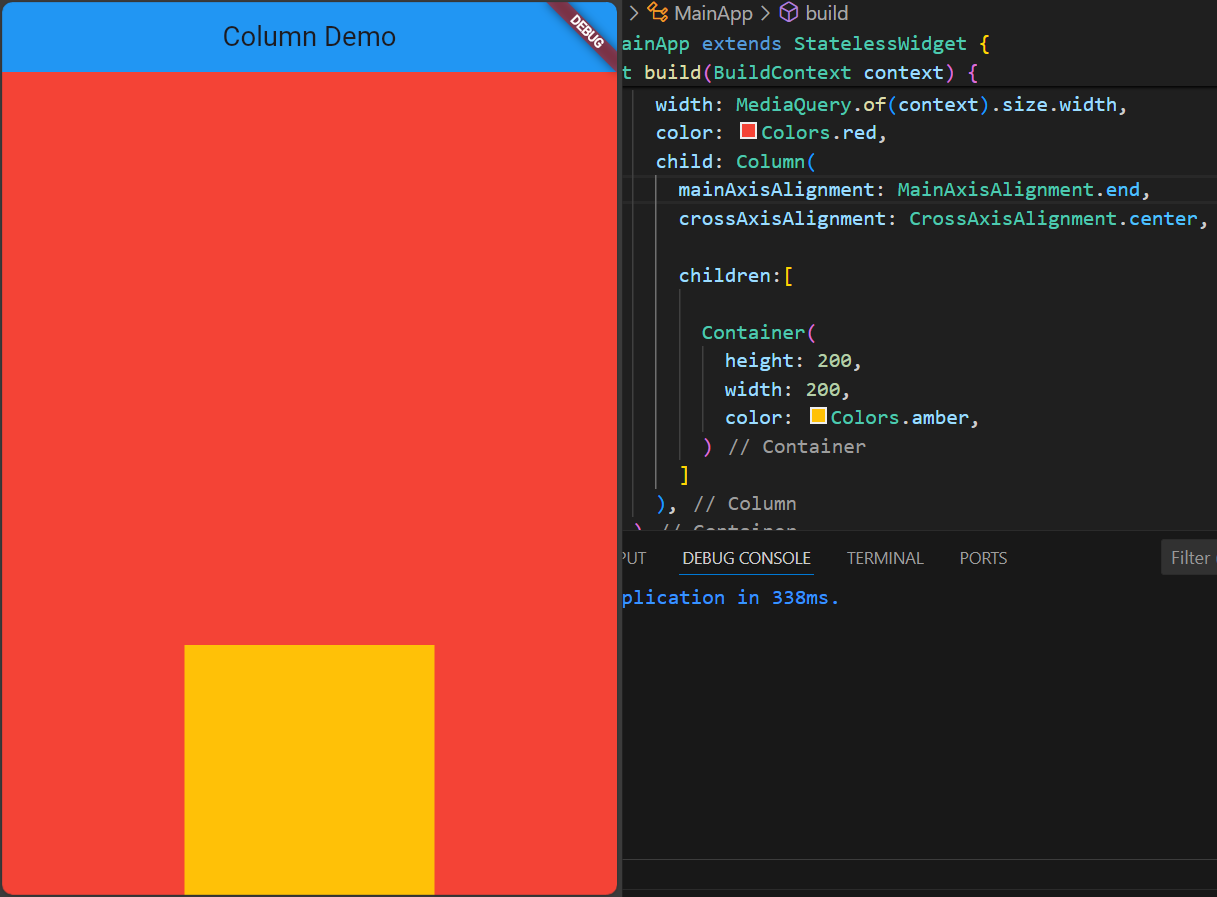 Column Demo
DEBUG
MainApp build
ainApp extends StatelessWidget {
t build(BuildContext context) {
width: MediaQuery.of(context).size.width,
color: Colors.red,
child: Column(
mainAxisAlignment: MainAxisAlignment.end,
crossAxisAlignment: CrossAxisAlignment.center,
children:[
Container(
height: 200,
width: 200,
color: Colors.amber,
) // Container
]
), // Column
) // Container
PUT DEBUG CONSOLE TERMINAL PORTS Filter
plication in 338ms.